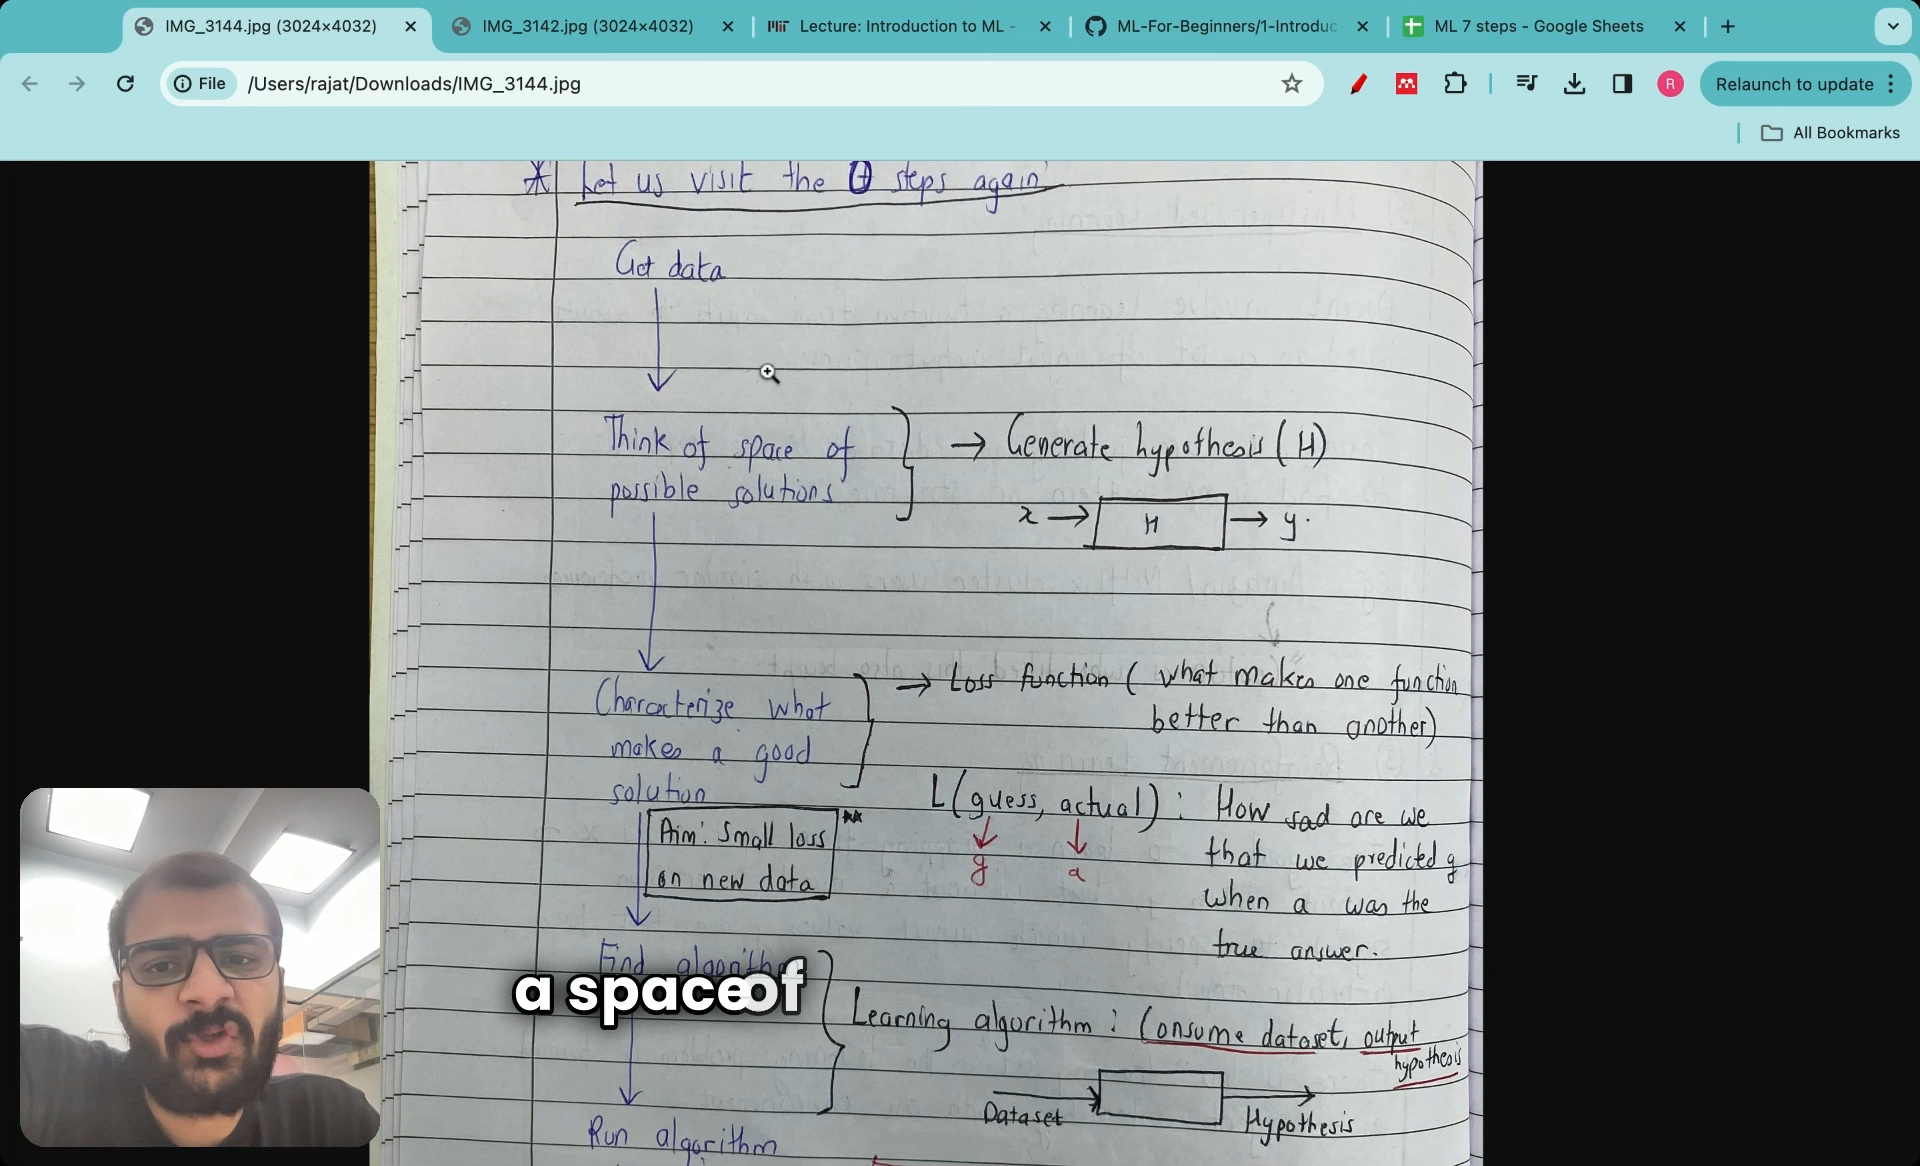 IMG_3144.jpg (3024×4032)
IMG_3142.jpg (3024×4032)
Lecture: Introduction to ML -
ML-For-Beginners/1-Introduc
ML 7 steps - Google Sheets
File
/Users/rajat/Downloads/IMG_3144.jpg
R
Relaunch to update
All Bookmarks
* Let us visit the 7 steps again
Get data
Think of space of
possible solutions
→ Generate hypothesis (H)
x → H → y.
Characterize what
makes a good
solution
→ Loss function ( what makes one function
better than another)
L(guess, actual) : How sad are we
that we predicted g
when a was the
true answer.
g a
Aim: Small loss **
on new data
Find algorithm
a space of
Learning algorithm : Consume dataset, output
hypothesis
Dataset
Hypothesis
Run algorithm